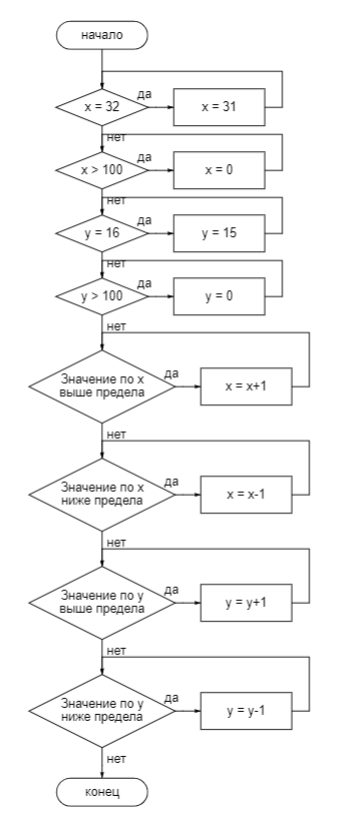 начало
да
x = 32
x = 31
нет
да
x > 100
x = 0
нет
да
y = 16
y = 15
нет
да
y > 100
y = 0
нет
Значение по x
выше предела
да
x = x+1
нет
Значение по x
ниже предела
да
x = x-1
нет
Значение по y
выше предела
да
y = y+1
нет
Значение по y
ниже предела
да
y = y-1
нет
конец